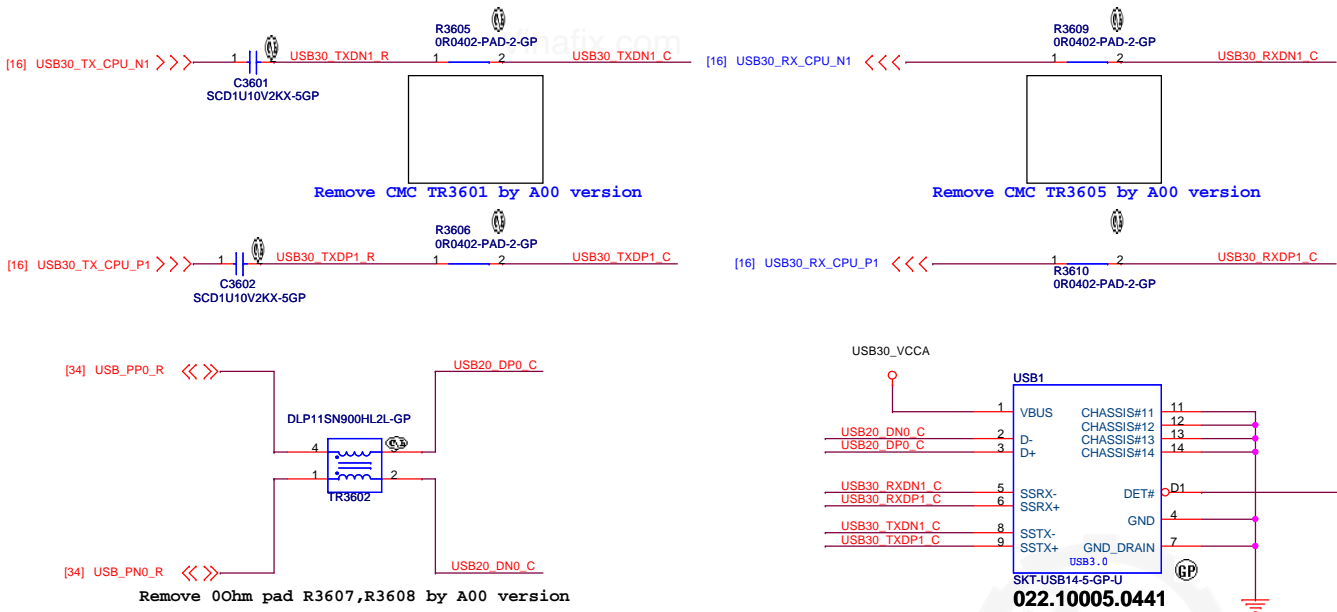 R3605
0R0402-PAD-2-GP
[16] USB30_TX_CPU_N1
1
USB30_TXDN1_R
1
2
USB30_TXDN1_C
C3601
SCD1U10V2KX-5GP
Remove CMC TR3601 by A00 version
R3609
0R0402-PAD-2-GP
[16] USB30_RX_CPU_N1
1
2
USB30_RXDN1_C
Remove CMC TR3605 by A00 version
R3606
0R0402-PAD-2-GP
[16] USB30_TX_CPU_P1
1
USB30_TXDP1_R
1
2
USB30_TXDP1_C
C3602
SCD1U10V2KX-5GP
[16] USB30_RX_CPU_P1
1
2
USB30_RXDP1_C
R3610
0R0402-PAD-2-GP
[34] USB_PP0_R
USB20_DP0_C
DLP11SN900HL2L-GP
4
1
2
TR3602
[34] USB_PN0_R
USB20_DN0_C
Remove 0Ohm pad R3607,R3608 by A00 version
USB30_VCCA
USB1
1
VBUS
CHASSIS#11
11
CHASSIS#12
12
USB20_DN0_C
2
D-
CHASSIS#13
13
USB20_DP0_C
3
D+
CHASSIS#14
14
USB30_RXDN1_C
5
SSRX-
DET#
D1
USB30_RXDP1_C
6
SSRX+
GND
4
USB30_TXDN1_C
8
SSTX-
USB30_TXDP1_C
9
SSTX+
GND_DRAIN
7
USB3.0
GP
SKT-USB14-5-GP-U
022.10005.0441